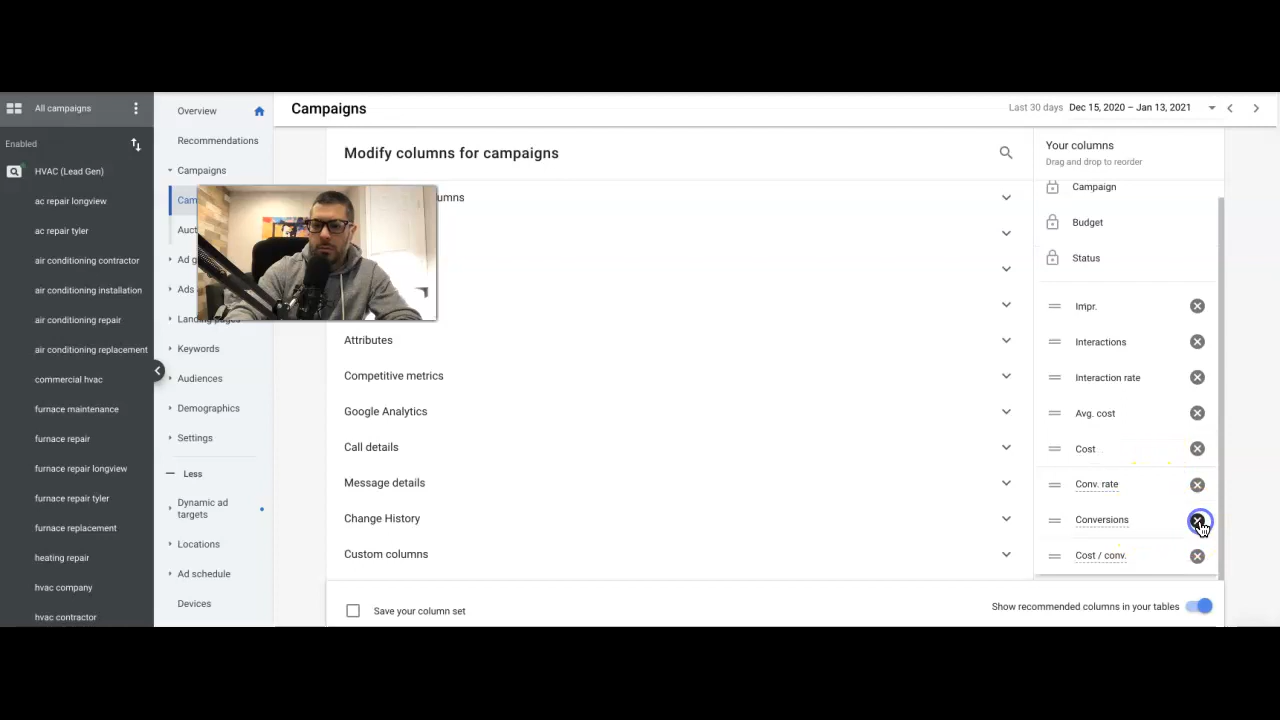 All campaigns
Enabled
HVAC (Lead Gen)
ac repair longview
ac repair tyler
air conditioning contractor
air conditioning installation
air conditioning repair
air conditioning replacement
commercial hvac
furnace maintenance
furnace repair
furnace repair longview
furnace repair tyler
furnace replacement
heating repair
hvac company
hvac contractor
Overview
Recommendations
Campaigns
Cam
Auct
Ad g
Ads
Landing pages
Keywords
Audiences
Demographics
Settings
Less
Dynamic ad
targets
Locations
Ad schedule
Devices
Campaigns
Last 30 days Dec 15, 2020 – Jan 13, 2021
Modify columns for campaigns
umns
Attributes
Competitive metrics
Google Analytics
Call details
Message details
Change History
Custom columns
Save your column set
Your columns
Drag and drop to reorder
Campaign
Budget
Status
Impr.
Interactions
Interaction rate
Avg. cost
Cost
Conv. rate
Conversions
Cost / conv.
Show recommended columns in your tables